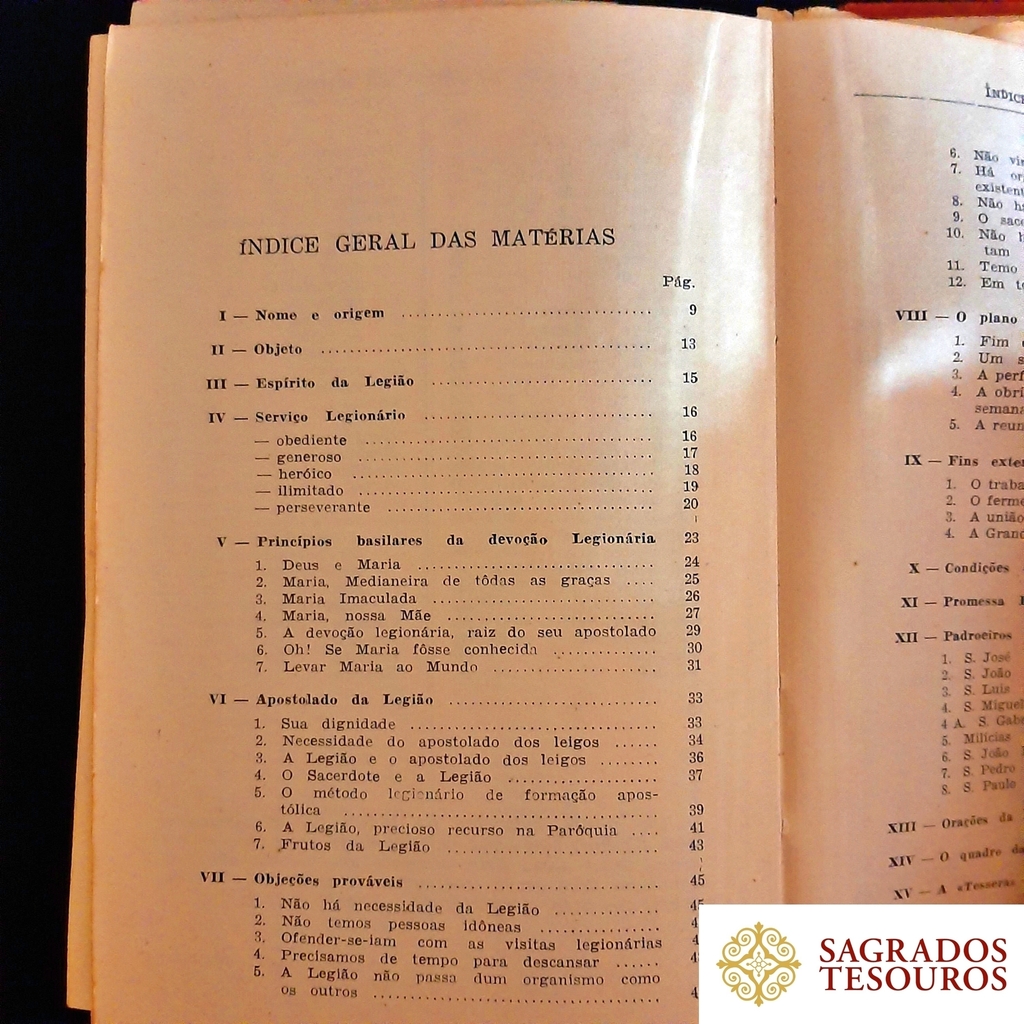 ÍNDICE GERAL DAS MATÉRIAS
Pág.
I — Nome e origem .......... 9
II — Objeto .......... 13
III — Espírito da Legião .......... 15
IV — Serviço Legionário .......... 16
— obediente .......... 16
— generoso .......... 17
— heróico .......... 18
— ilimitado .......... 19
— perseverante .......... 20
V — Princípios basilares da devoção Legionária 23
1. Deus e Maria .......... 24
2. Maria, Medianeira de tôdas as graças .... 25
3. Maria Imaculada .......... 26
4. Maria, nossa Mãe .......... 27
5. A devoção legionária, raiz do seu apostolado 29
6. Oh! Se Maria fôsse conhecida .......... 30
7. Levar Maria ao Mundo .......... 31
VI — Apostolado da Legião .......... 33
1. Sua dignidade .......... 33
2. Necessidade do apostolado dos leigos ...... 34
3. A Legião e o apostolado dos leigos ........ 36
4. O Sacerdote e a Legião .......... 37
5. O método legionário de formação apos-
tólica .......... 39
6. A Legião, precioso recurso na Paróquia .... 41
7. Frutos da Legião .......... 43
VII — Objeções prováveis .......... 45
1. Não há necessidade da Legião .......... 45
2. Não temos pessoas idôneas ..........
3. Ofender-se-iam com as visitas legionárias
4. Precisamos de tempo para descansar ......
5. A Legião não passa dum organismo como
os outros ..........
6. Não
7. Há
8. Não
9. O
10. Não
tam
11. Temo
12. Em
VIII — O plano
1. Fim
2. Um
3. A
4. A
5. A
IX — Fins
1. O
2. O
3. A união
4. A
X — Condições
XI — Promessa
XII — Padroeiros
1. S. José
2. S. João
3. S. Luis
4. S. Miguel
4 A. S.
5. Milícias
6. S. João
7. S. Pedro
8. S. Paulo
XIII — Orações da
XIV — O quadro
XV — A «Tessera»
SAGRADOS
TESOUROS